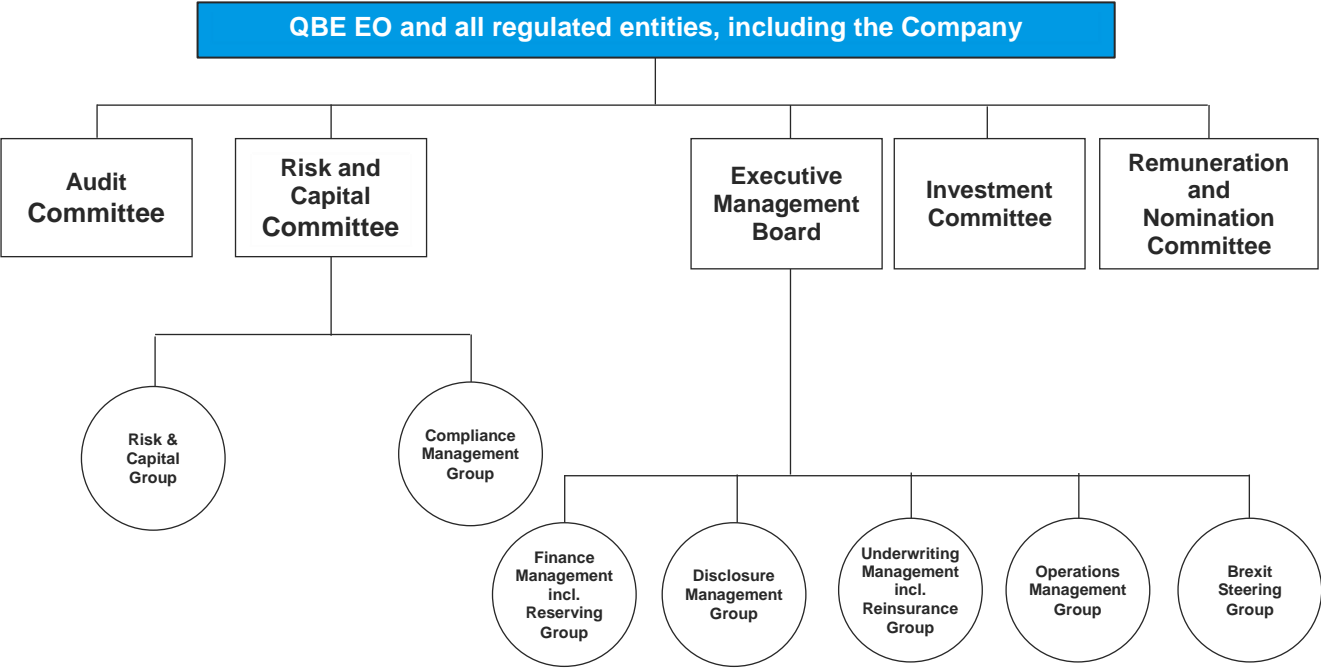 QBE EO and all regulated entities, including the Company
Audit
Committee
Risk and
Capital
Committee
Executive
Management
Board
Investment
Committee
Remuneration
and
Nomination
Committee
Risk &
Capital
Group
Compliance
Management
Group
Finance
Management
incl.
Reserving
Group
Disclosure
Management
Group
Underwriting
Management
incl.
Reinsurance
Group
Operations
Management
Group
Brexit
Steering
Group